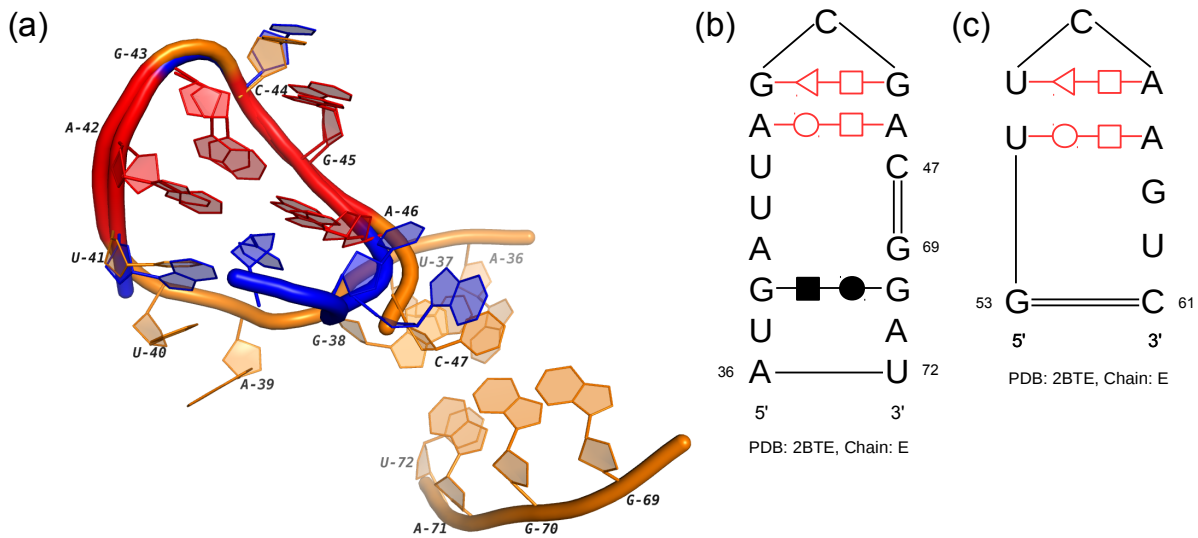 (a)
G-43
C-44
A-42
G-45
A-46
U-41
U-37
A-36
G-38
U-40
C-47
A-39
U-72
G-69
A-71
G-70
(b)
C
G G
A A
U C 47
U
A G 69
G G
U A
36 A U 72
5' 3'
PDB: 2BTE, Chain: E
(c)
C
U A
U A
G
U
53 G C 61
5' 3'
PDB: 2BTE, Chain: E